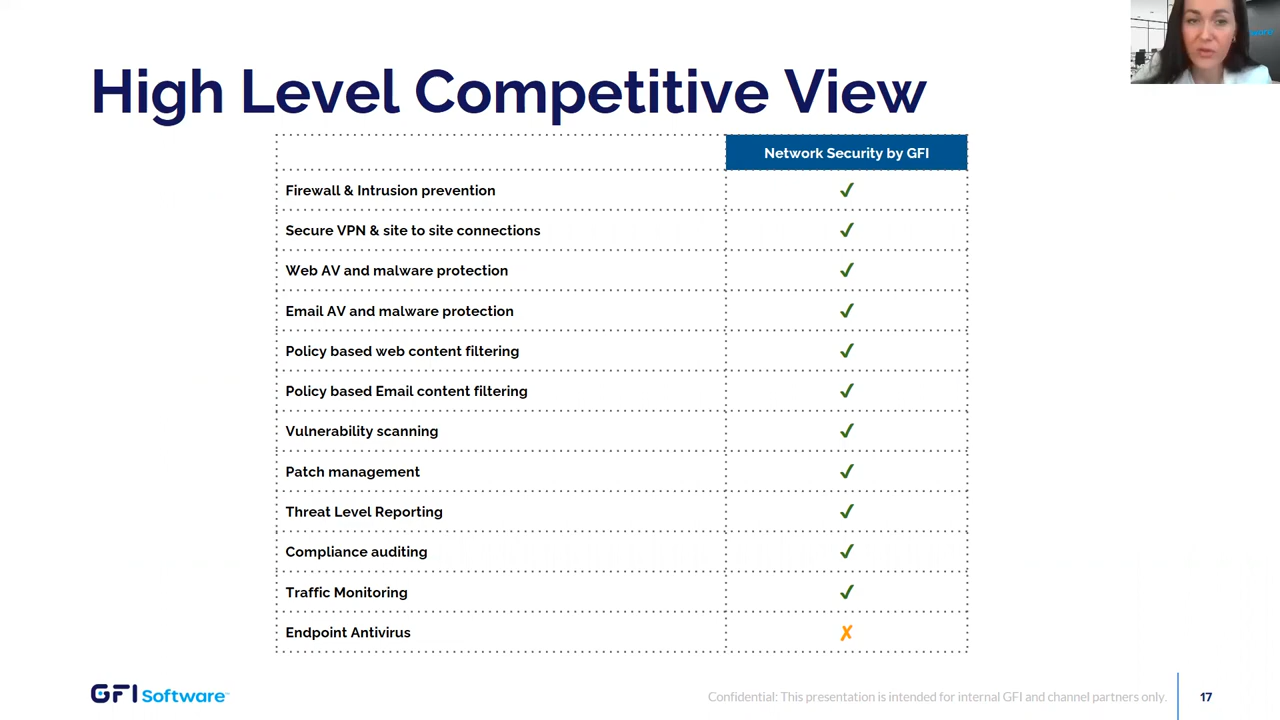 High Level Competitive View
Network Security by GFI
Firewall & Intrusion prevention ✓
Secure VPN & site to site connections ✓
Web AV and malware protection ✓
Email AV and malware protection ✓
Policy based web content filtering ✓
Policy based Email content filtering ✓
Vulnerability scanning ✓
Patch management ✓
Threat Level Reporting ✓
Compliance auditing ✓
Traffic Monitoring ✓
Endpoint Antivirus ✗
GFI Software™
Confidential: This presentation is intended for internal GFI and channel partners only.
17